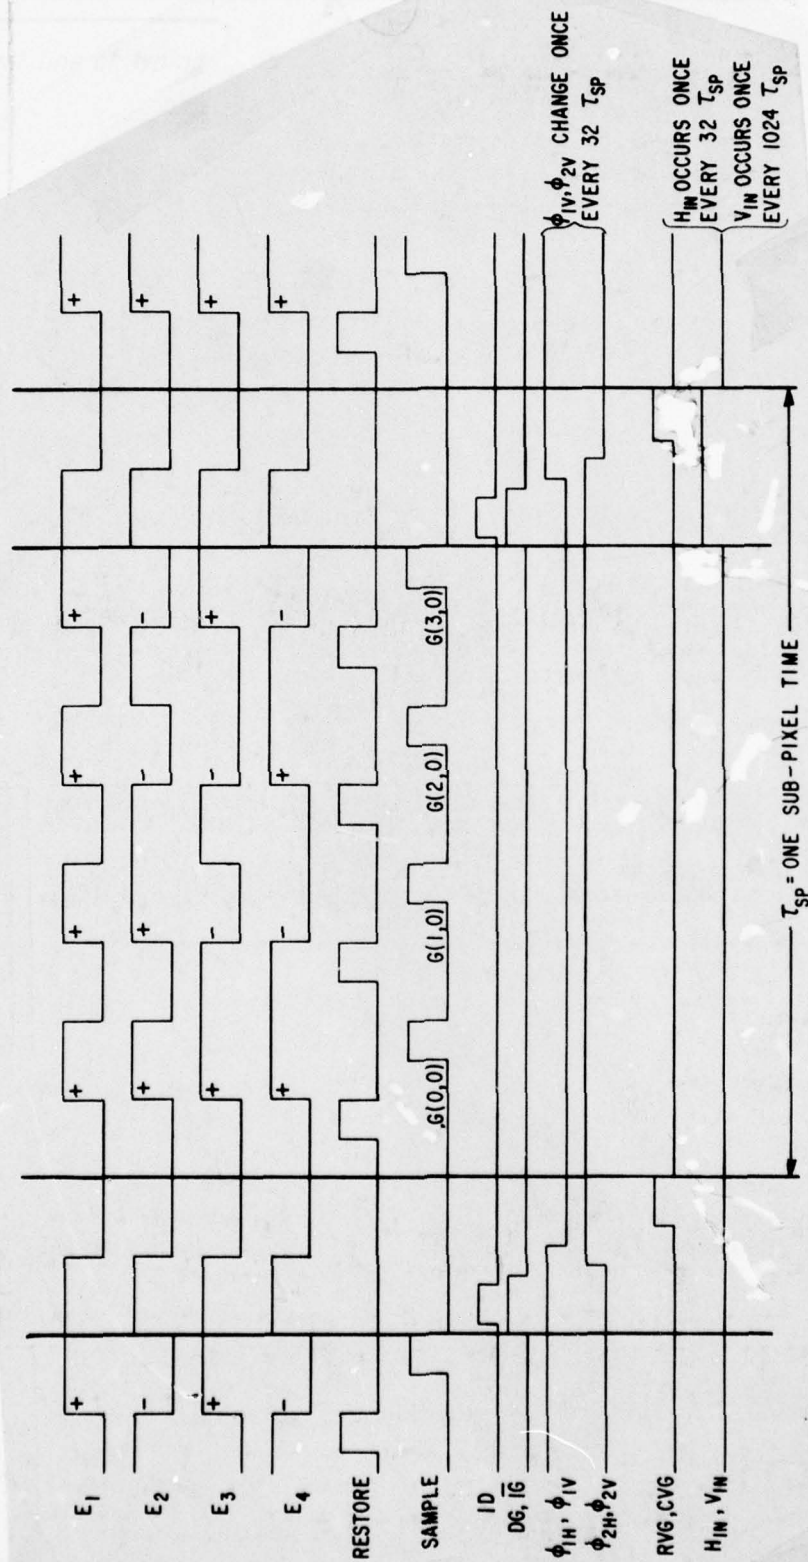 E1
+ - + + + + + +
E2
- + + - - +
E3
+ + - - + +
E4
- + - + - +
RESTORE
SAMPLE
G(0,0) G(1,0) G(2,0) G(3,0)
ID
DG, I̅G̅
ϕ1H, ϕ1V
ϕ2H, ϕ2V
ϕ1V, ϕ2V CHANGE ONCE
EVERY 32 τSP
RVG, CVG
HIN, VIN
HIN OCCURS ONCE
EVERY 32 τSP
VIN OCCURS ONCE
EVERY 1024 τSP
τSP = ONE SUB-PIXEL TIME